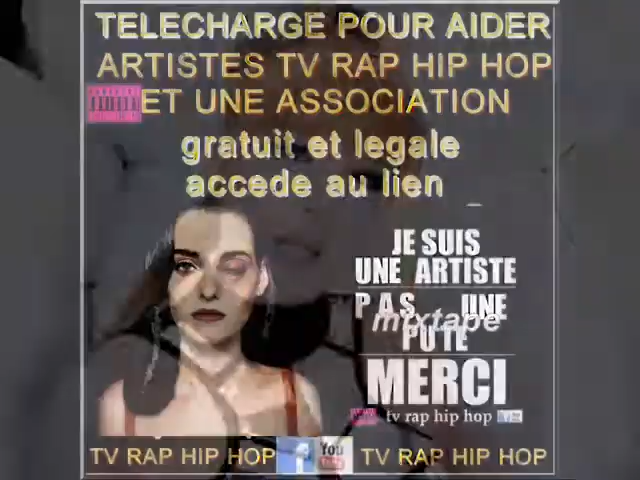 TELECHARGE POUR AIDER
ARTISTES TV RAP HIP HOP
ET UNE ASSOCIATION
gratuit et legale
accede au lien
JE SUIS
UNE ARTISTE
PAS UNE
mixtape
PUTE
MERCI
tv rap hip hop
TV RAP HIP HOP
You
TV RAP HIP HOP